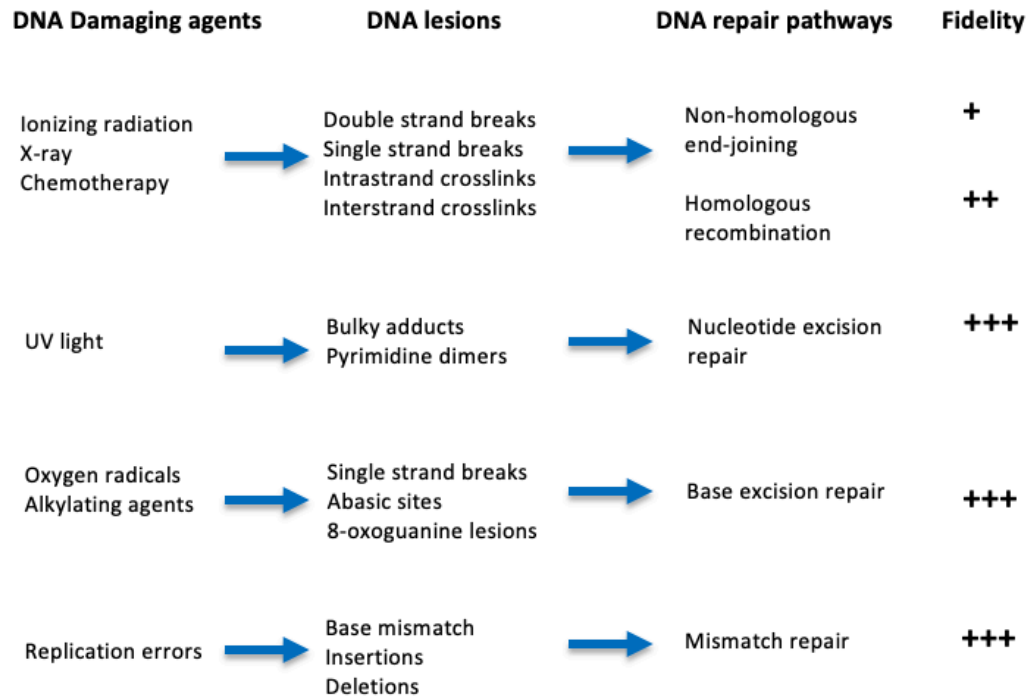 DNA Damaging agents DNA lesions DNA repair pathways Fidelity
Ionizing radiation
X-ray
Chemotherapy
Double strand breaks
Single strand breaks
Intrastrand crosslinks
Interstrand crosslinks
Non-homologous
end-joining
+
Homologous
recombination
++
UV light
Bulky adducts
Pyrimidine dimers
Nucleotide excision
repair
+++
Oxygen radicals
Alkylating agents
Single strand breaks
Abasic sites
8-oxoguanine lesions
Base excision repair
+++
Replication errors
Base mismatch
Insertions
Deletions
Mismatch repair
+++